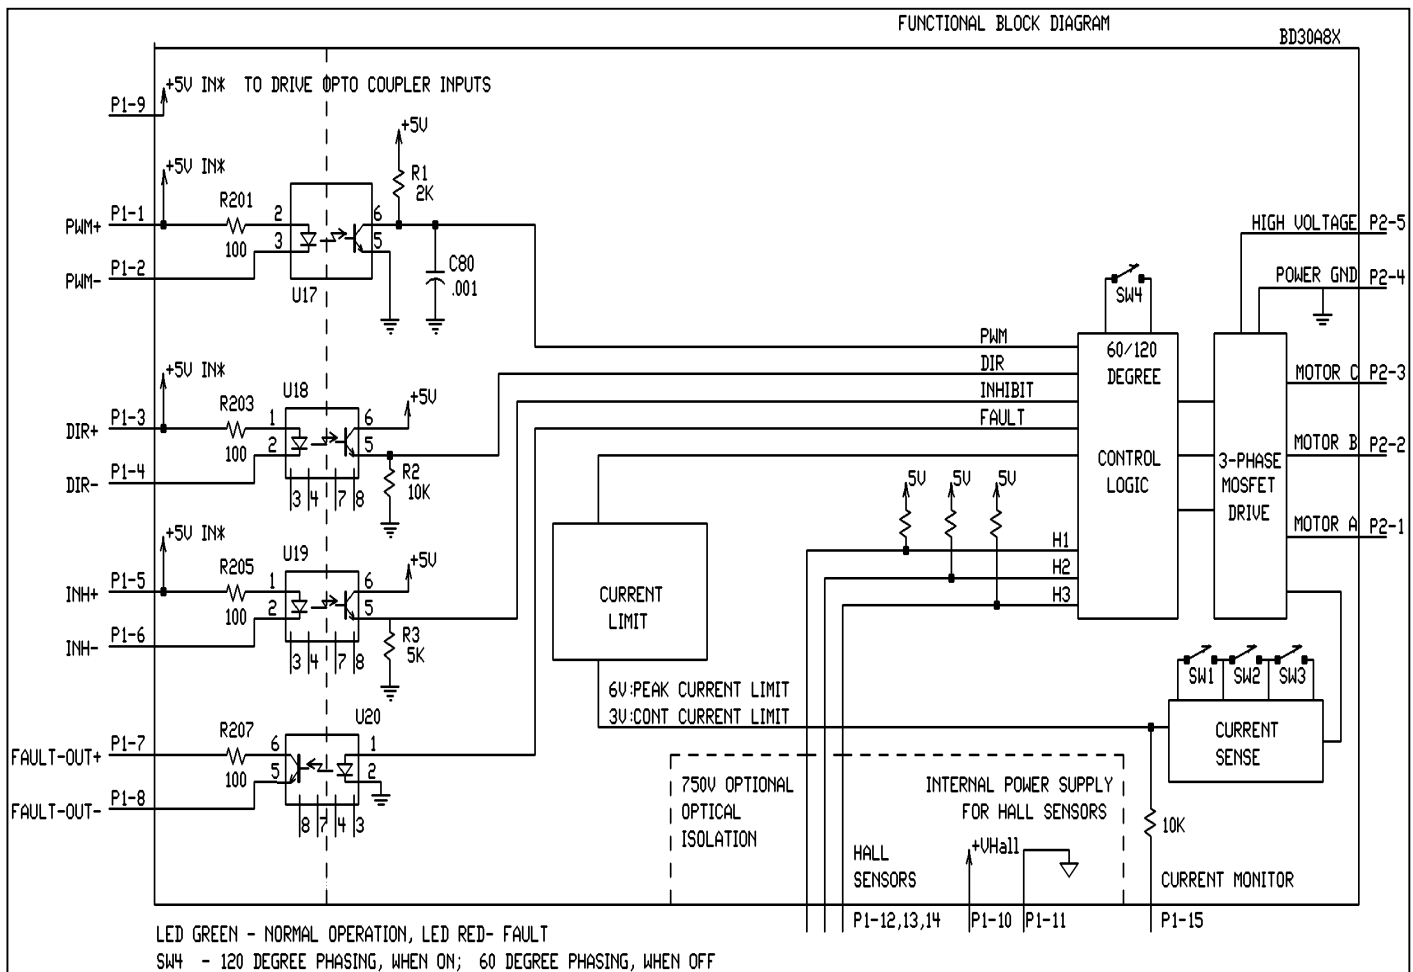 FUNCTIONAL BLOCK DIAGRAM
BD30A8X
+5V IN* TO DRIVE OPTO COUPLER INPUTS
P1-9
+5V
+5V IN*
R1
2K
R201
PWM+ P1-1
100
2
3
6
5
P1-2
PWM-
U17
C80
.001
HIGH VOLTAGE P2-5
POWER GND P2-4
SW4
PWM
60/120
DEGREE
DIR
INHIBIT
FAULT
MOTOR C P2-3
+5V IN*
U18
+5V
R203
DIR+ P1-3
100
1
2
6
5
P1-4
DIR-
3 4 7 8
R2
10K
CONTROL
LOGIC
3-PHASE
MOSFET
DRIVE
MOTOR B P2-2
5V 5V 5V
MOTOR A P2-1
+5V IN*
U19
+5V
H1
H2
H3
R205
INH+ P1-5
100
1
2
6
5
P1-6
INH-
3 4 7 8
R3
5K
CURRENT
LIMIT
SW1 SW2 SW3
6V:PEAK CURRENT LIMIT
3V:CONT CURRENT LIMIT
CURRENT
SENSE
U20
R207
FAULT-OUT+ P1-7
100
6
5
1
2
P1-8
FAULT-OUT-
8 7 4 3
750V OPTIONAL
OPTICAL
ISOLATION
INTERNAL POWER SUPPLY
FOR HALL SENSORS
10K
+VHall
HALL
SENSORS
CURRENT MONITOR
P1-12,13,14
P1-10
P1-11
P1-15
LED GREEN - NORMAL OPERATION, LED RED- FAULT
SW4 - 120 DEGREE PHASING, WHEN ON; 60 DEGREE PHASING, WHEN OFF